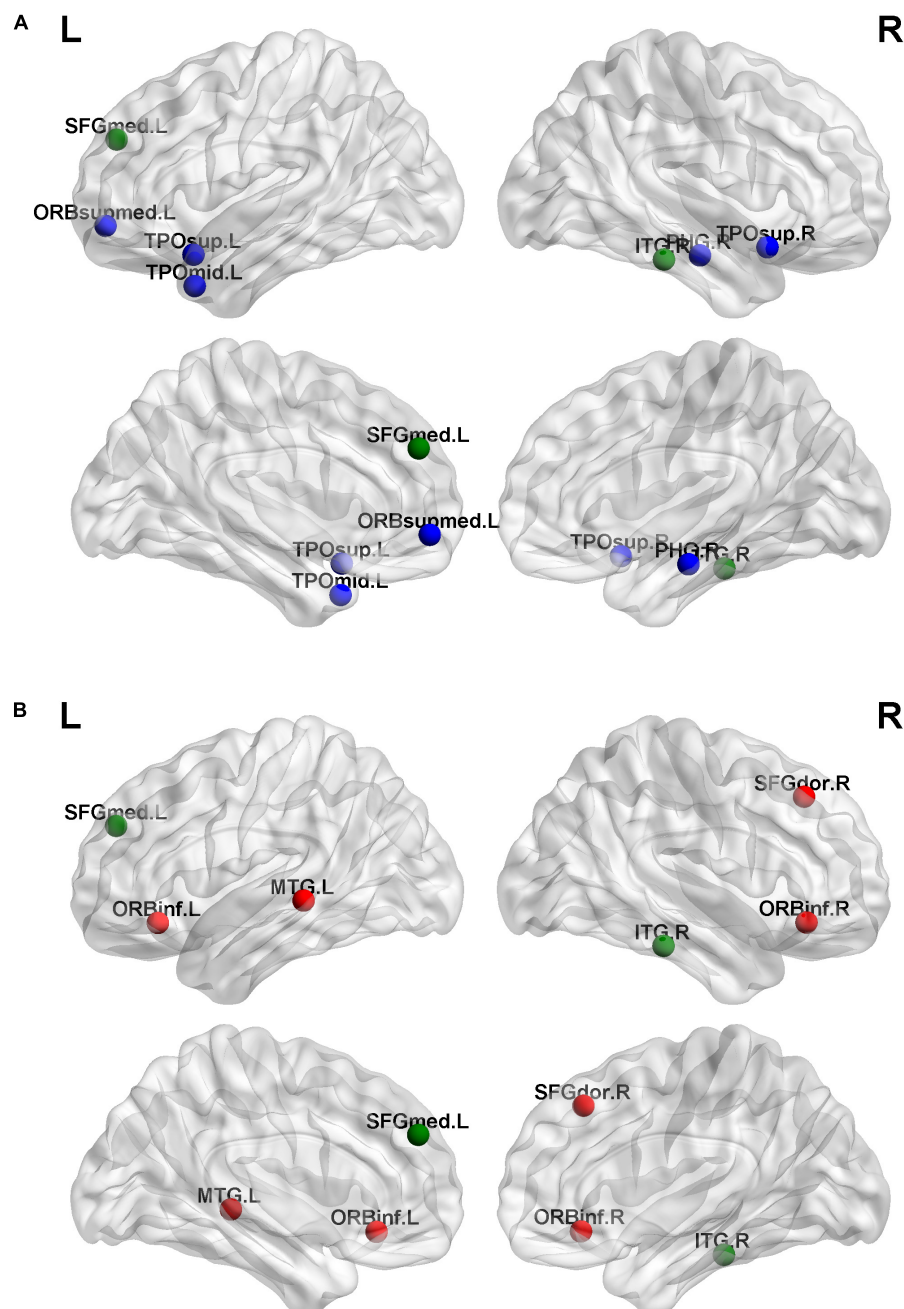 A L R
SFGmed.L
ORBsupmed.L
TPOsup.L
TPOmid.L
ITG.R PHG.R TPOsup.R
SFGmed.L
ORBsupmed.L
TPOsup.L
TPOmid.L
TPOsup.R PHG.R ITG.R
B L R
SFGmed.L
MTG.L
ORBinf.L
SFGdor.R
ORBinf.R
ITG.R
SFGmed.L
MTG.L
ORBinf.L
SFGdor.R
ORBinf.R
ITG.R